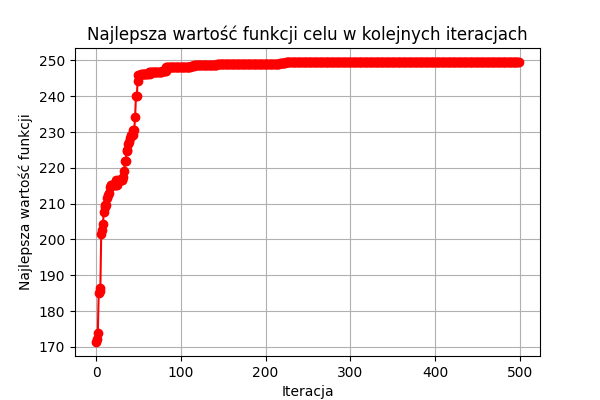 Najlepsza wartość funkcji celu w kolejnych iteracjach
Najlepsza wartość funkcji
250
240
230
220
210
200
190
180
170
0 100 200 300 400 500
Iteracja